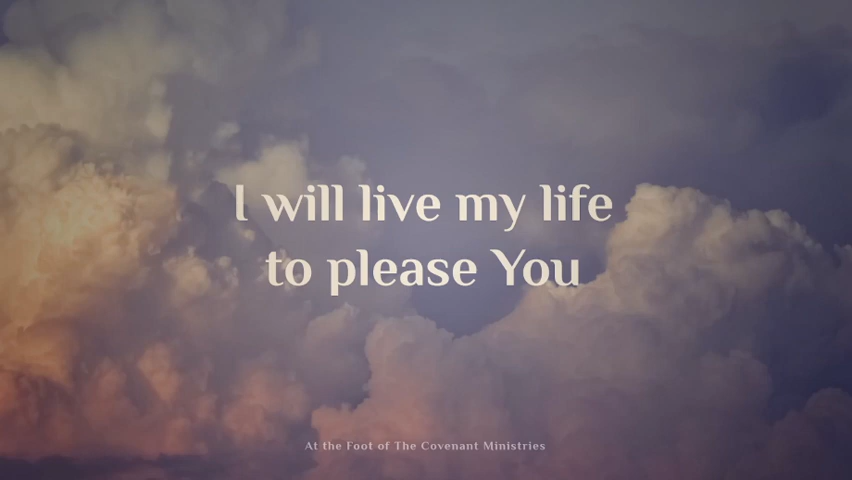 I will live my life
to please You
At the Foot of The Covenant Ministries